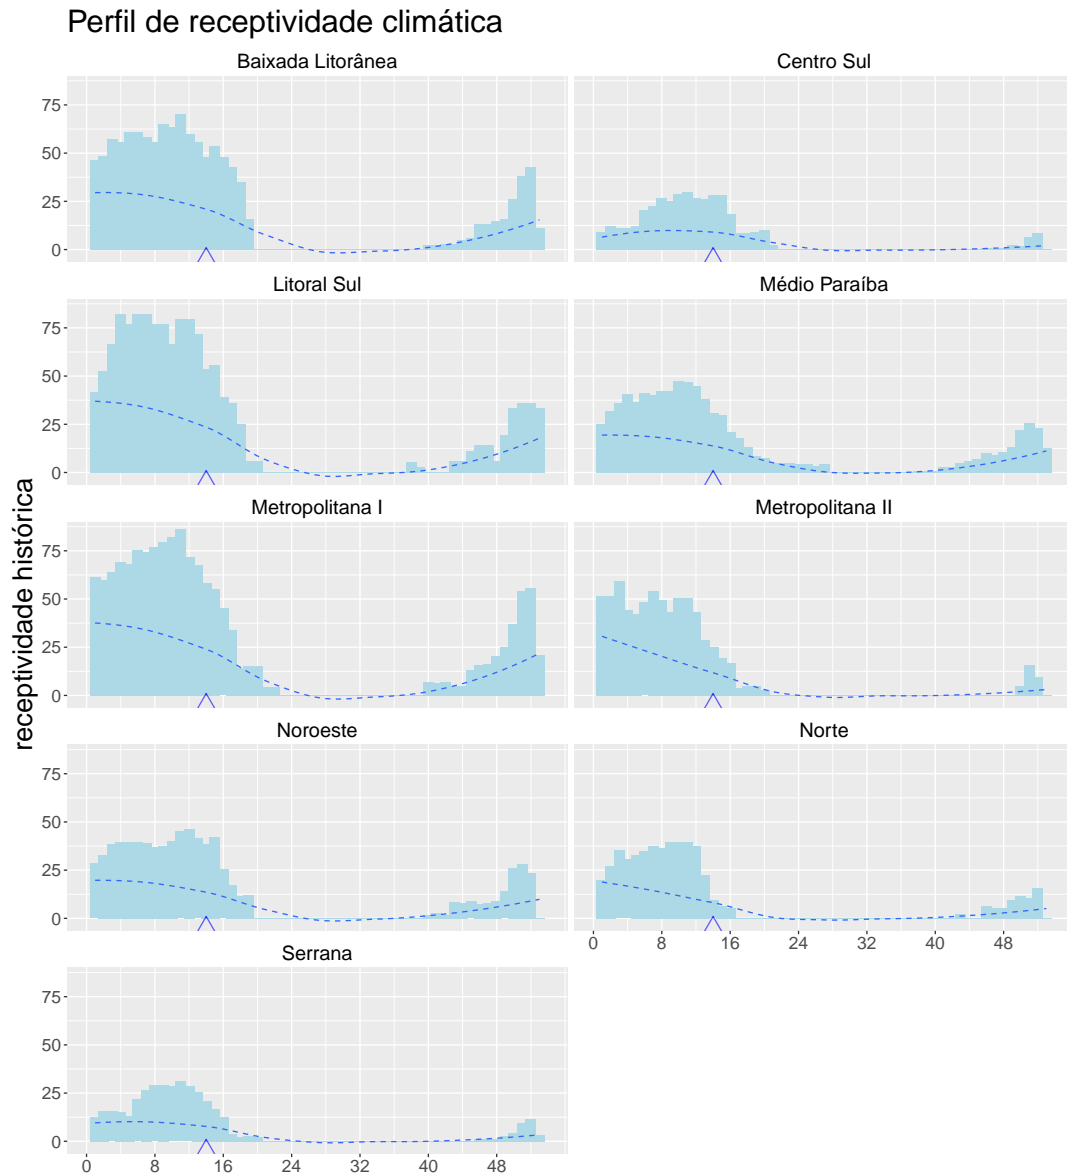 Perfil de receptividade climática
Baixada Litorânea
Centro Sul
75
50
25
0
Litoral Sul
Médio Paraíba
75
50
25
0
receptividade histórica
Metropolitana I
Metropolitana II
75
50
25
0
Noroeste
Norte
75
50
25
0
0 8 16 24 32 40 48
Serrana
75
50
25
0
0 8 16 24 32 40 48